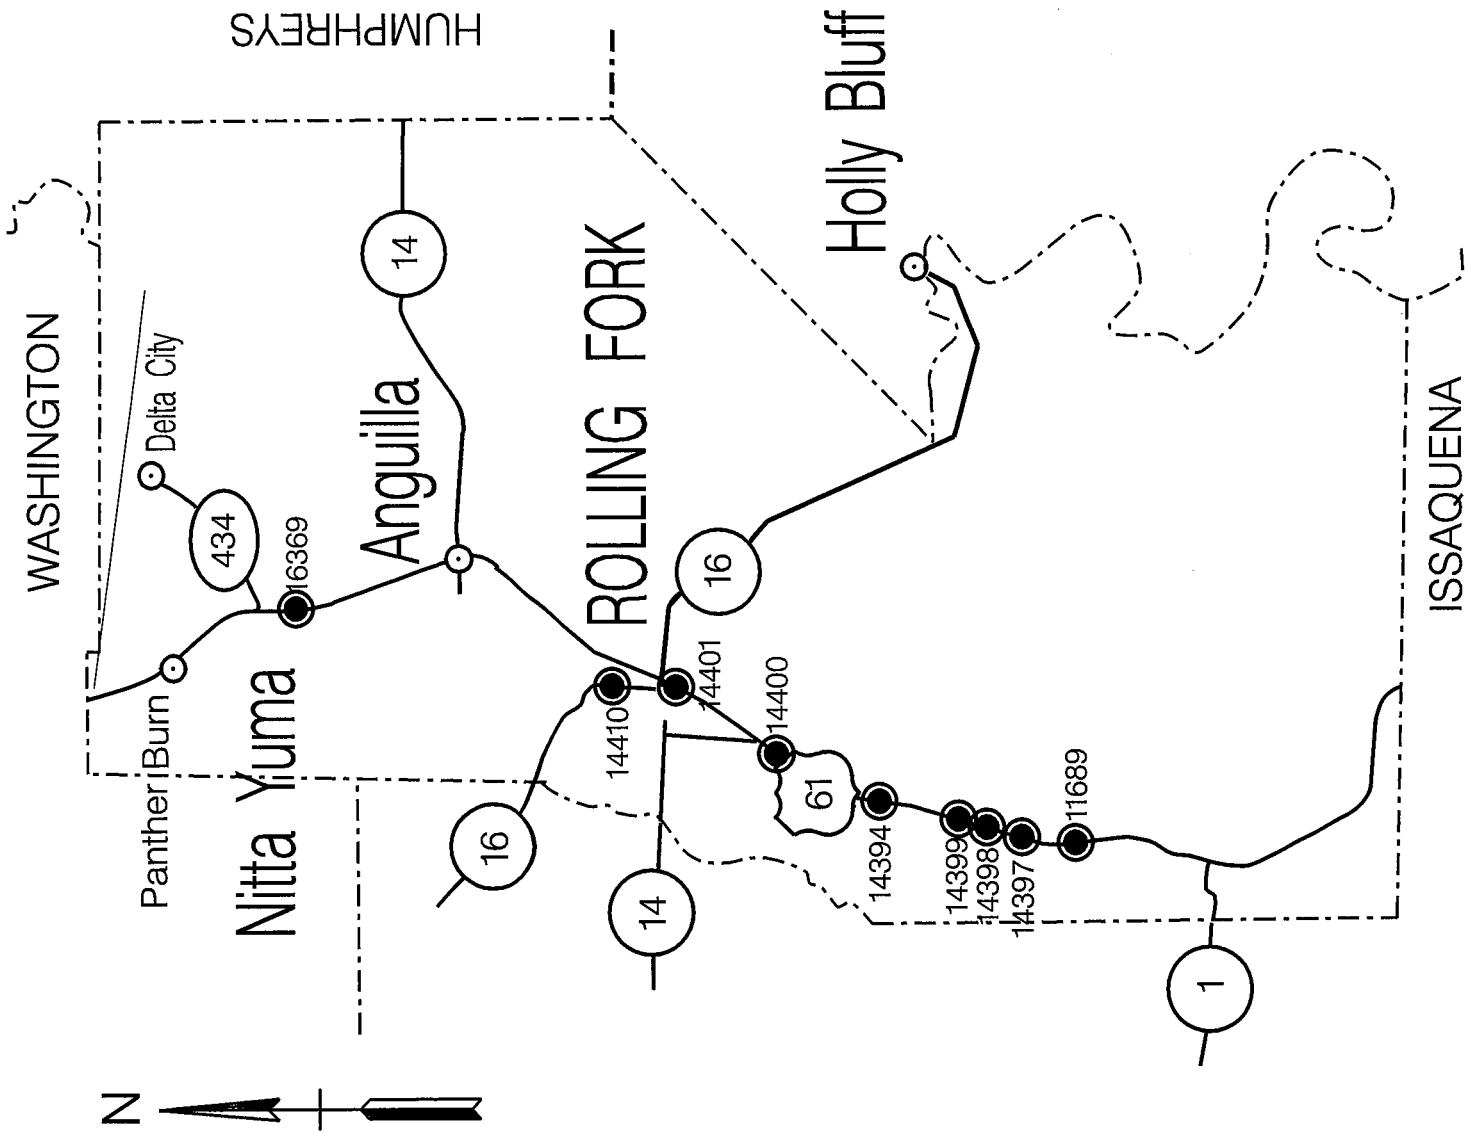 HUMPHREYS
WASHINGTON
Delta City
434
16369
14
Anguilla
Panther Burn
Nitta Yuma
ROLLING FORK
Holly Bluff
16
14401
14410
14400
16
14
61
14394
14399
14398
14397
11689
1
ISSAQUENA
N